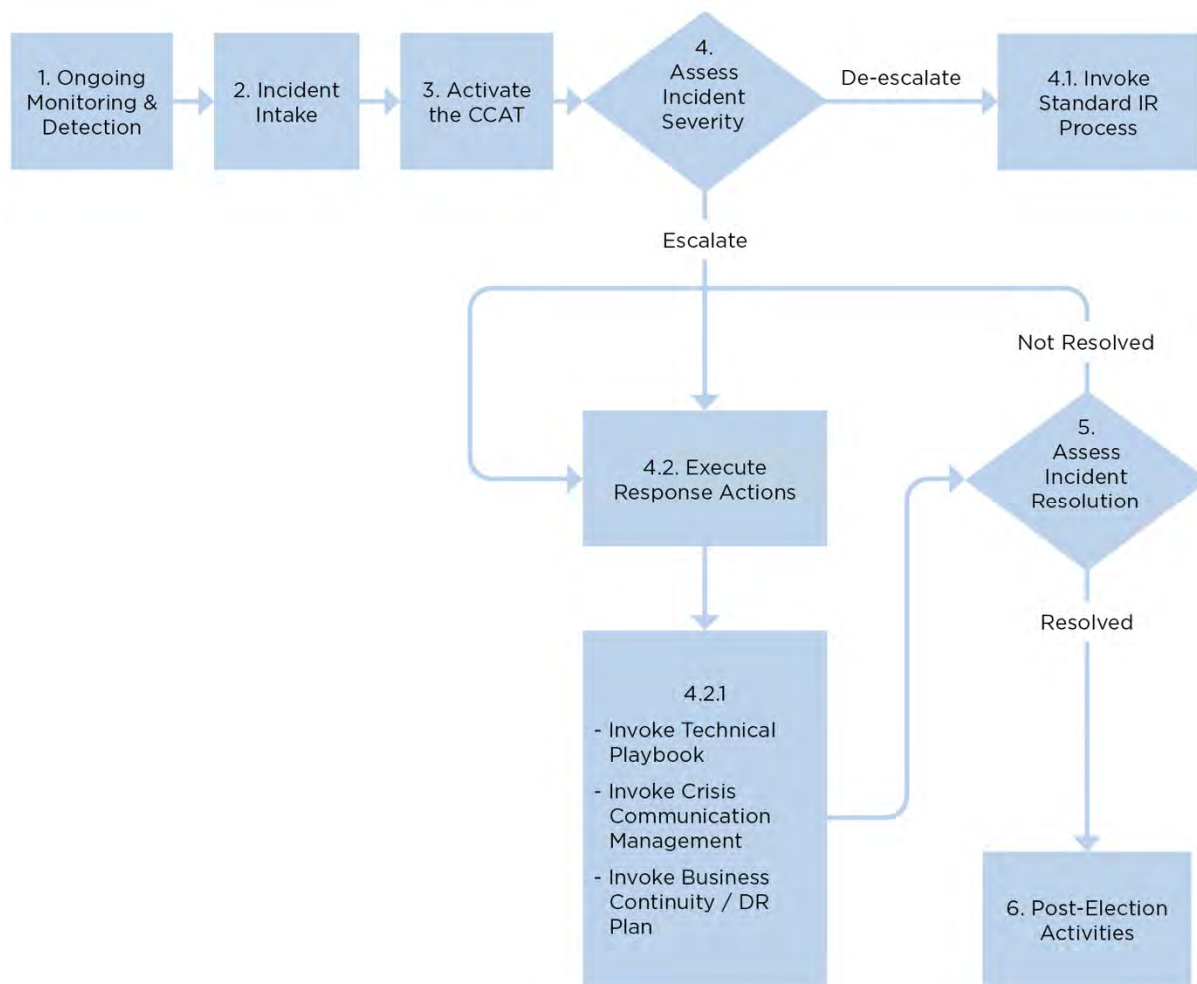 1. Ongoing
Monitoring &
Detection
2. Incident
Intake
3. Activate
the CCAT
4.
Assess
Incident
Severity
De-escalate
4.1. Invoke
Standard IR
Process
Escalate
Not Resolved
4.2. Execute
Response Actions
5.
Assess
Incident
Resolution
Resolved
4.2.1
- Invoke Technical
Playbook
- Invoke Crisis
Communication
Management
- Invoke Business
Continuity / DR
Plan
6. Post-Election
Activities